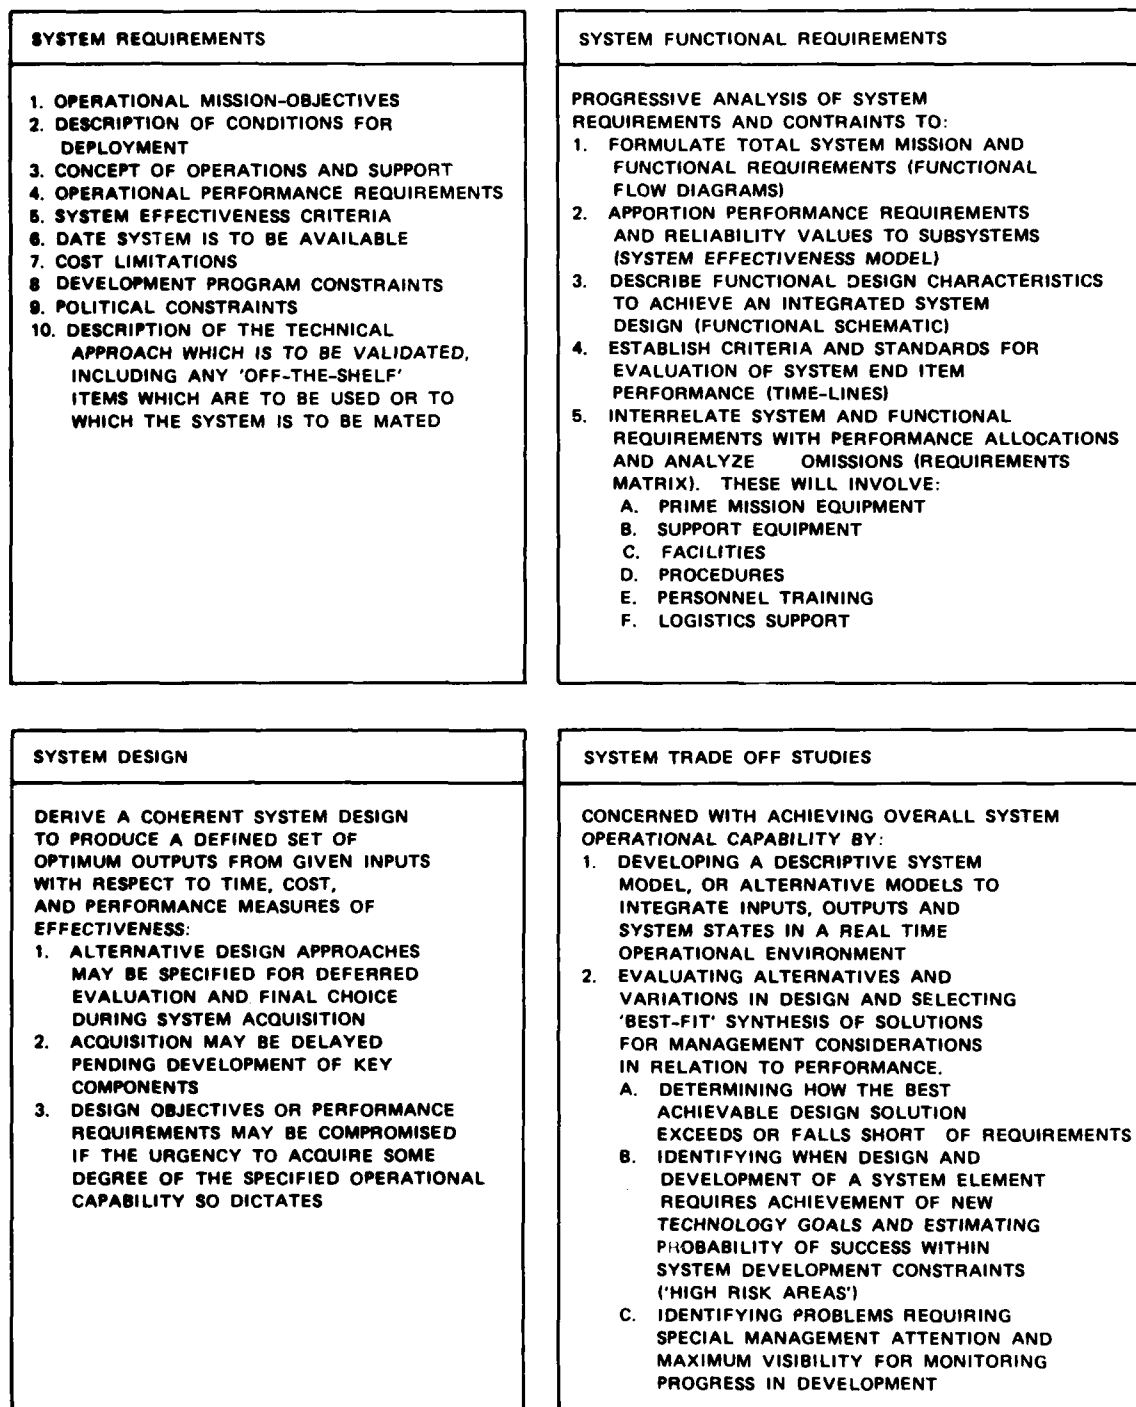 SYSTEM REQUIREMENTS
1. OPERATIONAL MISSION-OBJECTIVES
2. DESCRIPTION OF CONDITIONS FOR
DEPLOYMENT
3. CONCEPT OF OPERATIONS AND SUPPORT
4. OPERATIONAL PERFORMANCE REQUIREMENTS
5. SYSTEM EFFECTIVENESS CRITERIA
6. DATE SYSTEM IS TO BE AVAILABLE
7. COST LIMITATIONS
8 DEVELOPMENT PROGRAM CONSTRAINTS
9. POLITICAL CONSTRAINTS
10. DESCRIPTION OF THE TECHNICAL
APPROACH WHICH IS TO BE VALIDATED,
INCLUDING ANY 'OFF-THE-SHELF'
ITEMS WHICH ARE TO BE USED OR TO
WHICH THE SYSTEM IS TO BE MATED
SYSTEM FUNCTIONAL REQUIREMENTS
PROGRESSIVE ANALYSIS OF SYSTEM
REQUIREMENTS AND CONTRAINTS TO:
1. FORMULATE TOTAL SYSTEM MISSION AND
FUNCTIONAL REQUIREMENTS (FUNCTIONAL
FLOW DIAGRAMS)
2. APPORTION PERFORMANCE REQUIREMENTS
AND RELIABILITY VALUES TO SUBSYSTEMS
(SYSTEM EFFECTIVENESS MODEL)
3. DESCRIBE FUNCTIONAL DESIGN CHARACTERISTICS
TO ACHIEVE AN INTEGRATED SYSTEM
DESIGN (FUNCTIONAL SCHEMATIC)
4. ESTABLISH CRITERIA AND STANDARDS FOR
EVALUATION OF SYSTEM END ITEM
PERFORMANCE (TIME-LINES)
5. INTERRELATE SYSTEM AND FUNCTIONAL
REQUIREMENTS WITH PERFORMANCE ALLOCATIONS
AND ANALYZE OMISSIONS (REQUIREMENTS
MATRIX). THESE WILL INVOLVE:
A. PRIME MISSION EQUIPMENT
B. SUPPORT EQUIPMENT
C. FACILITIES
D. PROCEDURES
E. PERSONNEL TRAINING
F. LOGISTICS SUPPORT
SYSTEM DESIGN
DERIVE A COHERENT SYSTEM DESIGN
TO PRODUCE A DEFINED SET OF
OPTIMUM OUTPUTS FROM GIVEN INPUTS
WITH RESPECT TO TIME, COST,
AND PERFORMANCE MEASURES OF
EFFECTIVENESS:
1. ALTERNATIVE DESIGN APPROACHES
MAY BE SPECIFIED FOR DEFERRED
EVALUATION AND FINAL CHOICE
DURING SYSTEM ACQUISITION
2. ACQUISITION MAY BE DELAYED
PENDING DEVELOPMENT OF KEY
COMPONENTS
3. DESIGN OBJECTIVES OR PERFORMANCE
REQUIREMENTS MAY BE COMPROMISED
IF THE URGENCY TO ACQUIRE SOME
DEGREE OF THE SPECIFIED OPERATIONAL
CAPABILITY SO DICTATES
SYSTEM TRADE OFF STUDIES
CONCERNED WITH ACHIEVING OVERALL SYSTEM
OPERATIONAL CAPABILITY BY:
1. DEVELOPING A DESCRIPTIVE SYSTEM
MODEL, OR ALTERNATIVE MODELS TO
INTEGRATE INPUTS, OUTPUTS AND
SYSTEM STATES IN A REAL TIME
OPERATIONAL ENVIRONMENT
2. EVALUATING ALTERNATIVES AND
VARIATIONS IN DESIGN AND SELECTING
'BEST-FIT' SYNTHESIS OF SOLUTIONS
FOR MANAGEMENT CONSIDERATIONS
IN RELATION TO PERFORMANCE.
A. DETERMINING HOW THE BEST
ACHIEVABLE DESIGN SOLUTION
EXCEEDS OR FALLS SHORT OF REQUIREMENTS
B. IDENTIFYING WHEN DESIGN AND
DEVELOPMENT OF A SYSTEM ELEMENT
REQUIRES ACHIEVEMENT OF NEW
TECHNOLOGY GOALS AND ESTIMATING
PROBABILITY OF SUCCESS WITHIN
SYSTEM DEVELOPMENT CONSTRAINTS
('HIGH RISK AREAS')
C. IDENTIFYING PROBLEMS REQUIRING
SPECIAL MANAGEMENT ATTENTION AND
MAXIMUM VISIBILITY FOR MONITORING
PROGRESS IN DEVELOPMENT